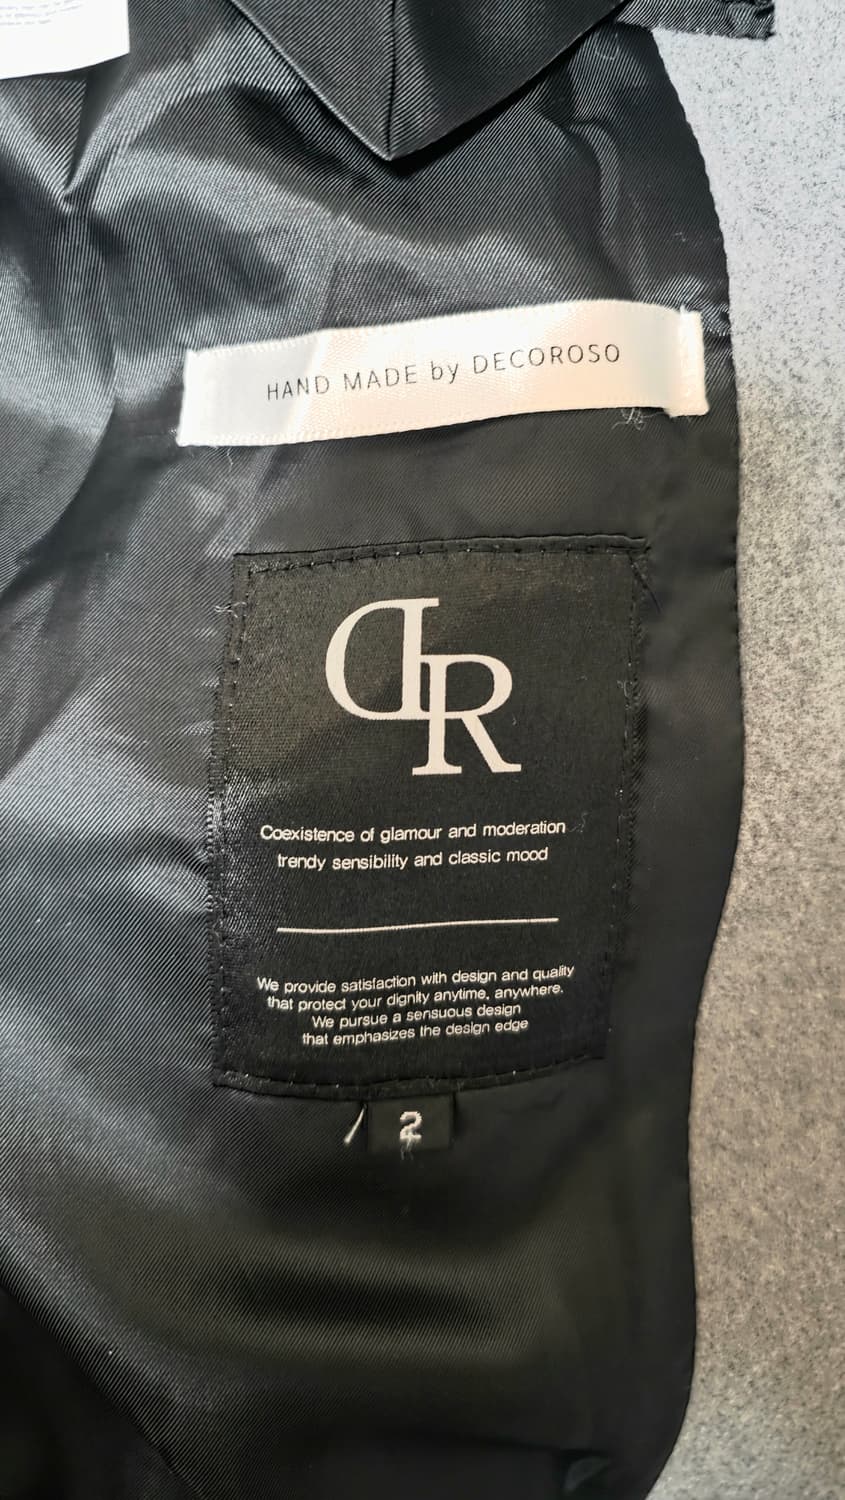 HAND MADE by DECOROSO
DR
Coexistence of glamour and moderation
trendy sensibility and classic mood
We provide satisfaction with design and quality
that protect your dignity anytime, anywhere.
We pursue a sensuous design
that emphasizes the design edge
2